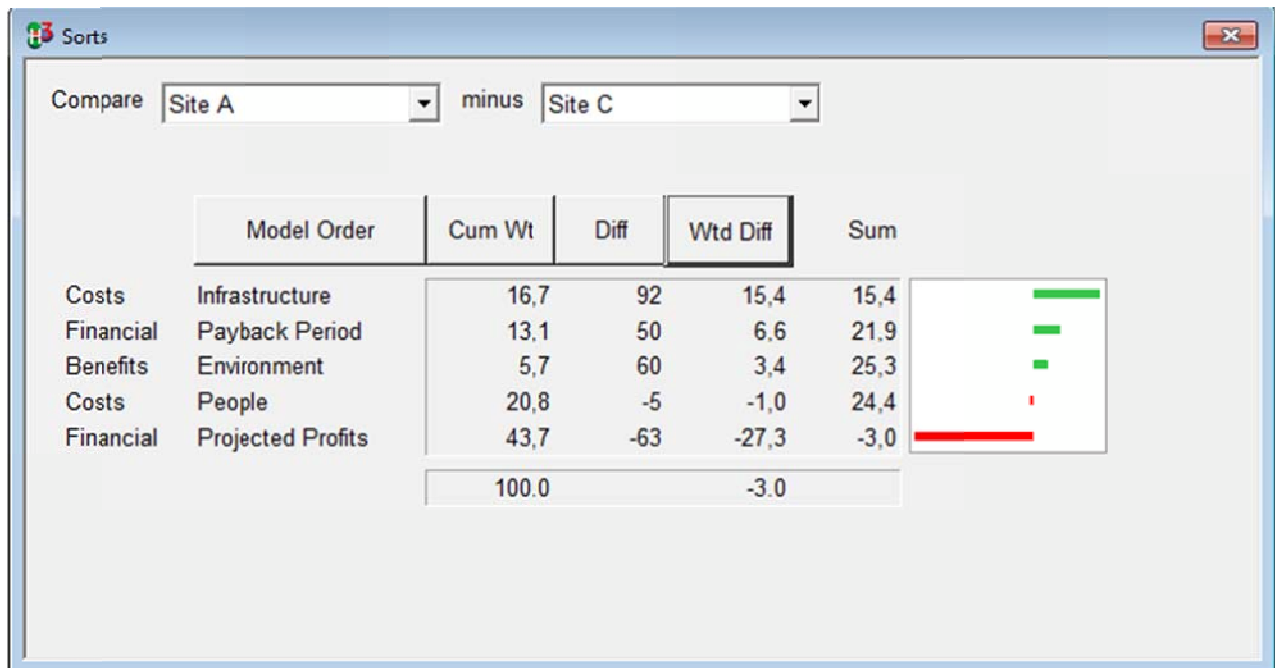 Sorts
Compare Site A minus Site C
Model Order Cum Wt Diff Wtd Diff Sum
Costs Infrastructure 16,7 92 15,4 15,4
Financial Payback Period 13,1 50 6,6 21,9
Benefits Environment 5,7 60 3,4 25,3
Costs People 20,8 -5 -1,0 24,4
Financial Projected Profits 43,7 -63 -27,3 -3,0
100.0 -3.0